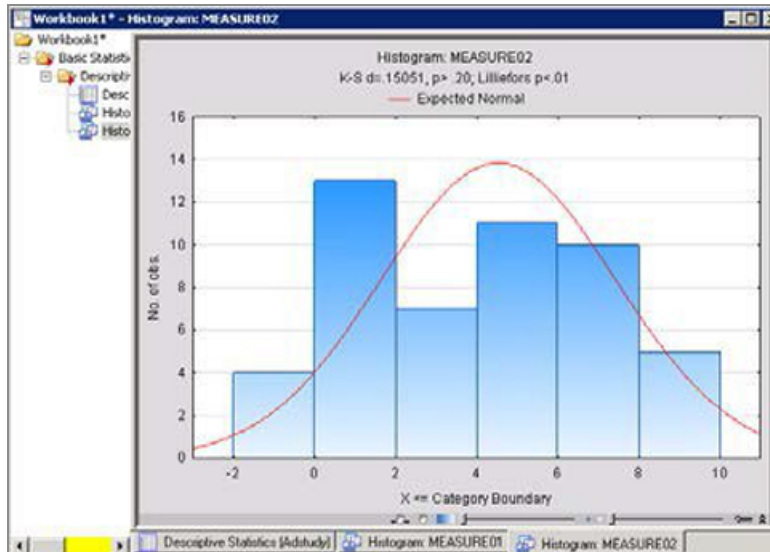 Workbook1* - Histogram: MEASURE02
Workbook1*
Basic Statisti
Descriptiv
Desc
Histo
Histo
Histogram: MEASURE02
K-S d=.15051, p> .20; Lilliefors p<.01
Expected Normal
No. of obs.
16
14
12
10
8
6
4
2
0
-2 0 2 4 6 8 10
X <= Category Boundary
Descriptive Statistics (Adstudy) Histogram: MEASURE01 Histogram: MEASURE02